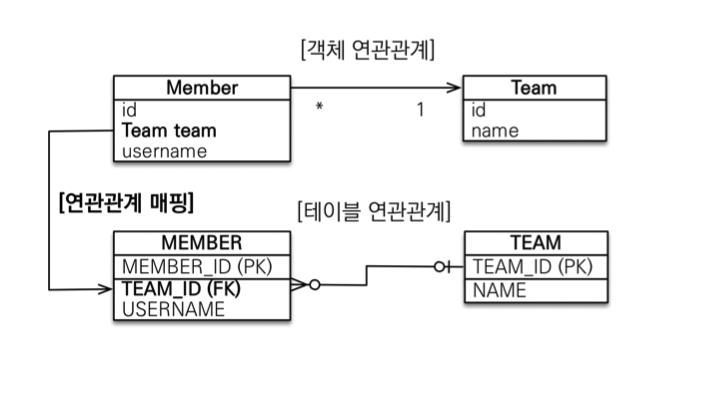 [객체 연관관계]
Member
id
Team team
username
* 1
Team
id
name
[연관관계 매핑]
[테이블 연관관계]
MEMBER
MEMBER_ID (PK)
TEAM_ID (FK)
USERNAME
TEAM
TEAM_ID (PK)
NAME